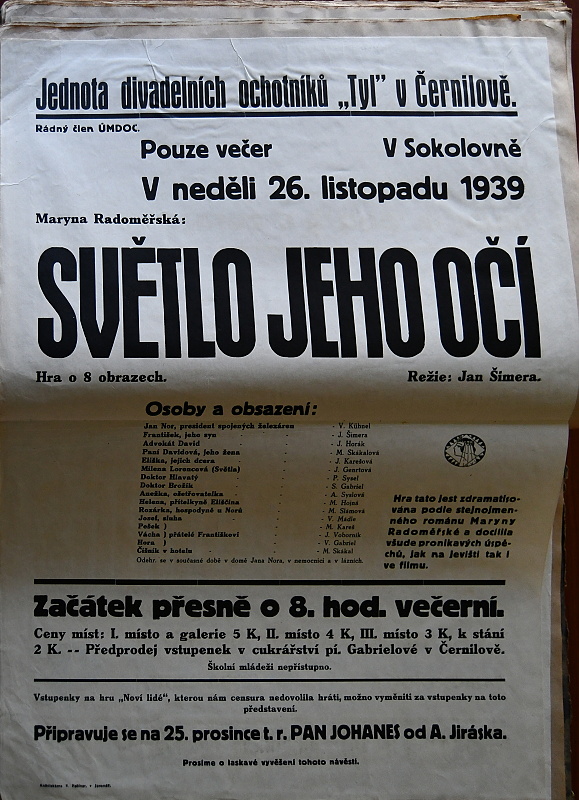 Jednota divadelních ochotníků „Tyl" v Černilově.
Řádný člen ÚMDOČ.
Pouze večer V Sokolovně
V neděli 26. listopadu 1939
Maryna Radoměřská:
SVĚTLO JEHO OČÍ
Hra o 8 obrazech. Režie: Jan Šimera.
Osoby a obsazení:
Jan Nor, president spojených železáren - V. Kühnel
František, jeho syn - J. Šimera
Advokát David - J. Horák
Paní Davidová, jeho žena - M. Skákalová
Eliška, jejich dcera - J. Karešová
Milena Lorencová (Světla) - J. Genrtová
Doktor Hlavatý - P. Sysel
Doktor Brožík - S. Gabriel
Anežka, ošetřovatelka - A. Syslová
Helena, přítelkyně Eliščina - M. Hojná
Rozárka, hospodyně u Norů - M. Slámová
Josef, sluha - V. Mádle
Pešek ) - M. Kareš
Vácha ) přátelé Františkovi - J. Voborník
Hora ) - V. Gabriel
Číšník v hotelu - M. Skákal
Odehr. se v současné době v domě Jana Nora, v nemocnici a v lázních.
Hra tato jest zdramatiso-
vána podle stejnojmen-
ného románu Maryny
Radoměřské a docílila
všude pronikavých úspě-
chů, jak na jevišti tak i
ve filmu.
Začátek přesně o 8. hod. večerní.
Ceny míst: I. místo a galerie 5 K, II. místo 4 K, III. místo 3 K, k stání
2 K. -- Předprodej vstupenek v cukrářství pí. Gabrielové v Černilově.
Školní mládeži nepřístupno.
Vstupenky na hru „Noví lidé", kterou nám censura nedovolila hráti, možno vyměniti za vstupenky na toto
představení.
Připravuje se na 25. prosince t. r. PAN JOHANES od A. Jiráska.
Prosíme o laskavé vyvěšení tohoto návěští.